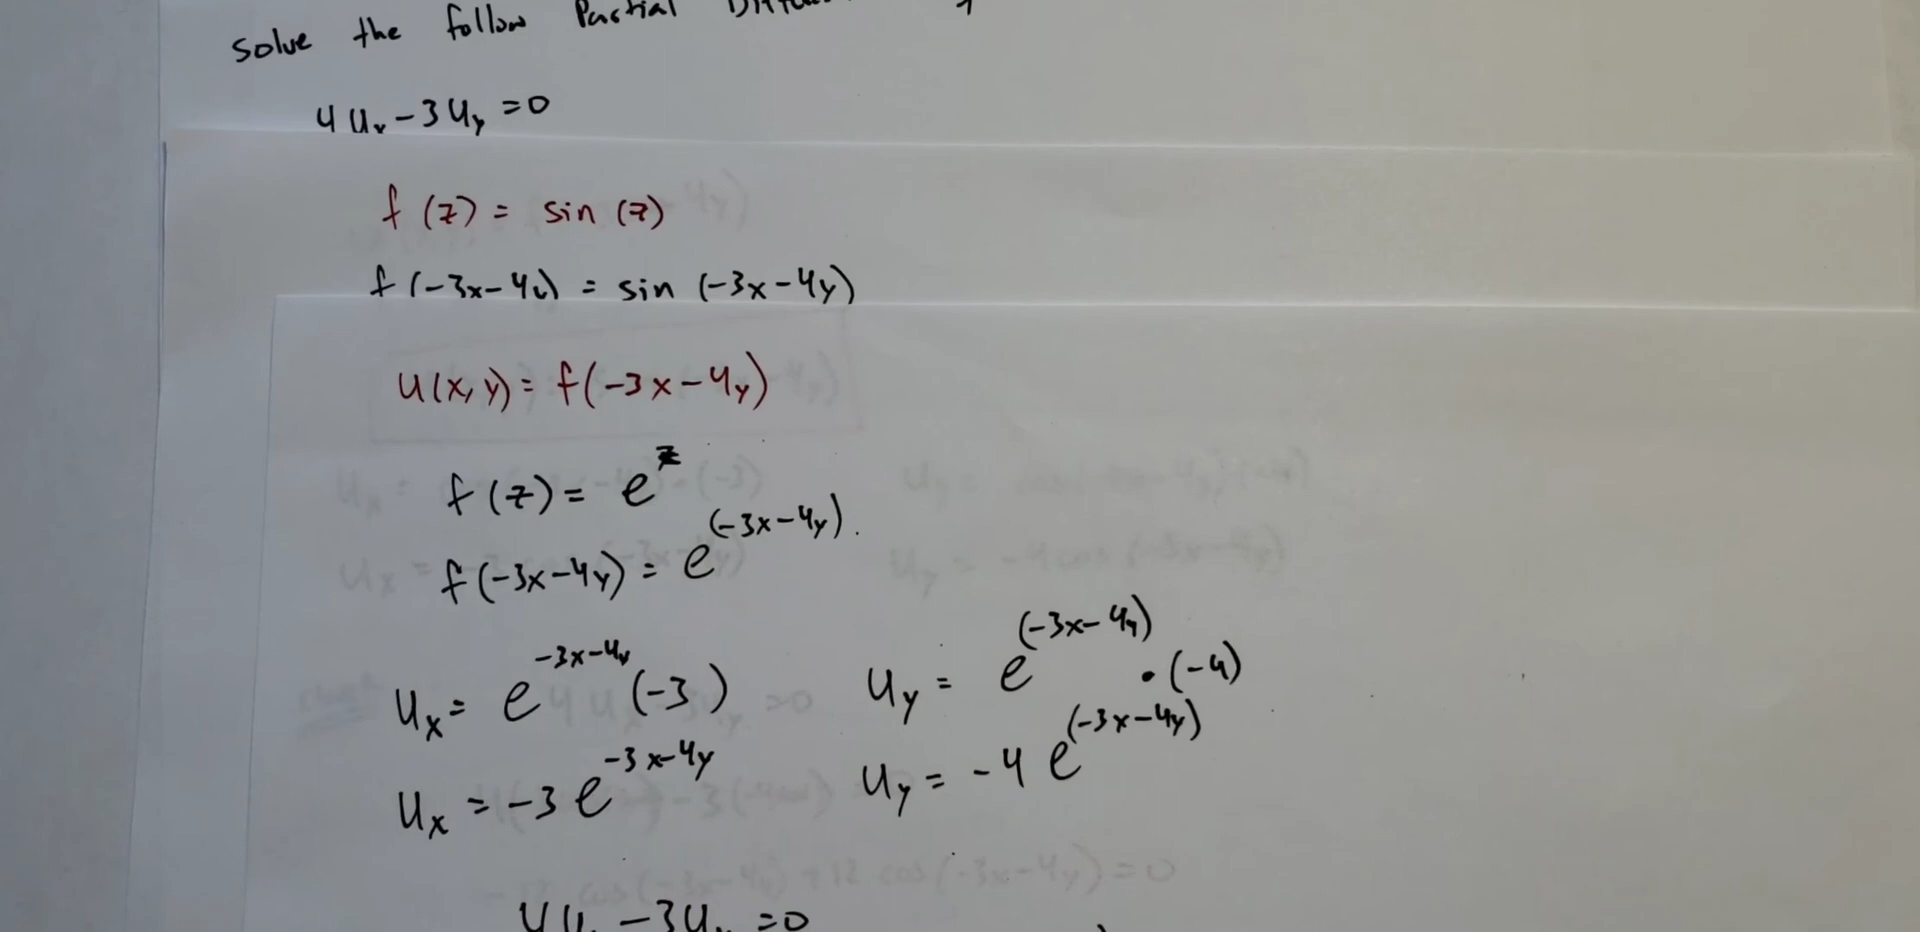 Solve the follow Partial
4 Ux - 3 Uy = 0
f (z) = sin (z)
f (-3x - 4y) = sin (-3x - 4y)
u(x, y) = f(-3x - 4y)
f (z) = e^z
f (-3x - 4y) = e^(-3x - 4y).
Ux = e^-3x-4y (-3) Uy = e^(-3x-4y) • (-4)
Ux = -3 e^-3x-4y Uy = -4 e^(-3x-4y)
4 U - 3 U = 0